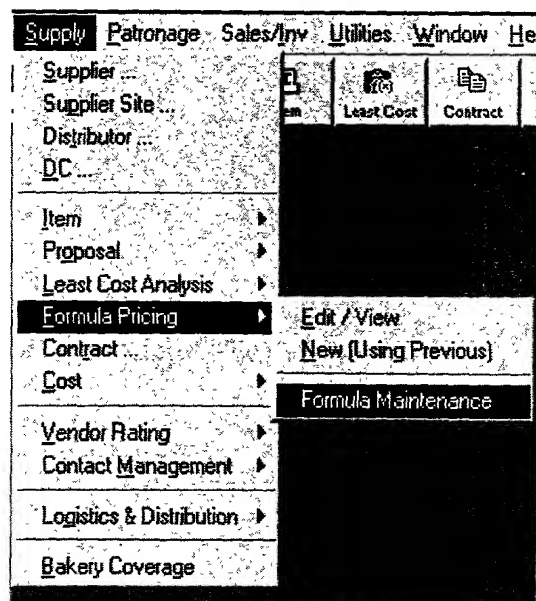 Supply Patronage Sales/Inv Utilities Window He
Supplier ...
Supplier Site ...
Distributor ...
DC ...
em Least Cost Contract
Item
Proposal
Least Cost Analysis
Formula Pricing
Contract ...
Cost
Edit / View
New (Using Previous)
Formula Maintenance
Vendor Rating
Contact Management
Logistics & Distribution
Bakery Coverage